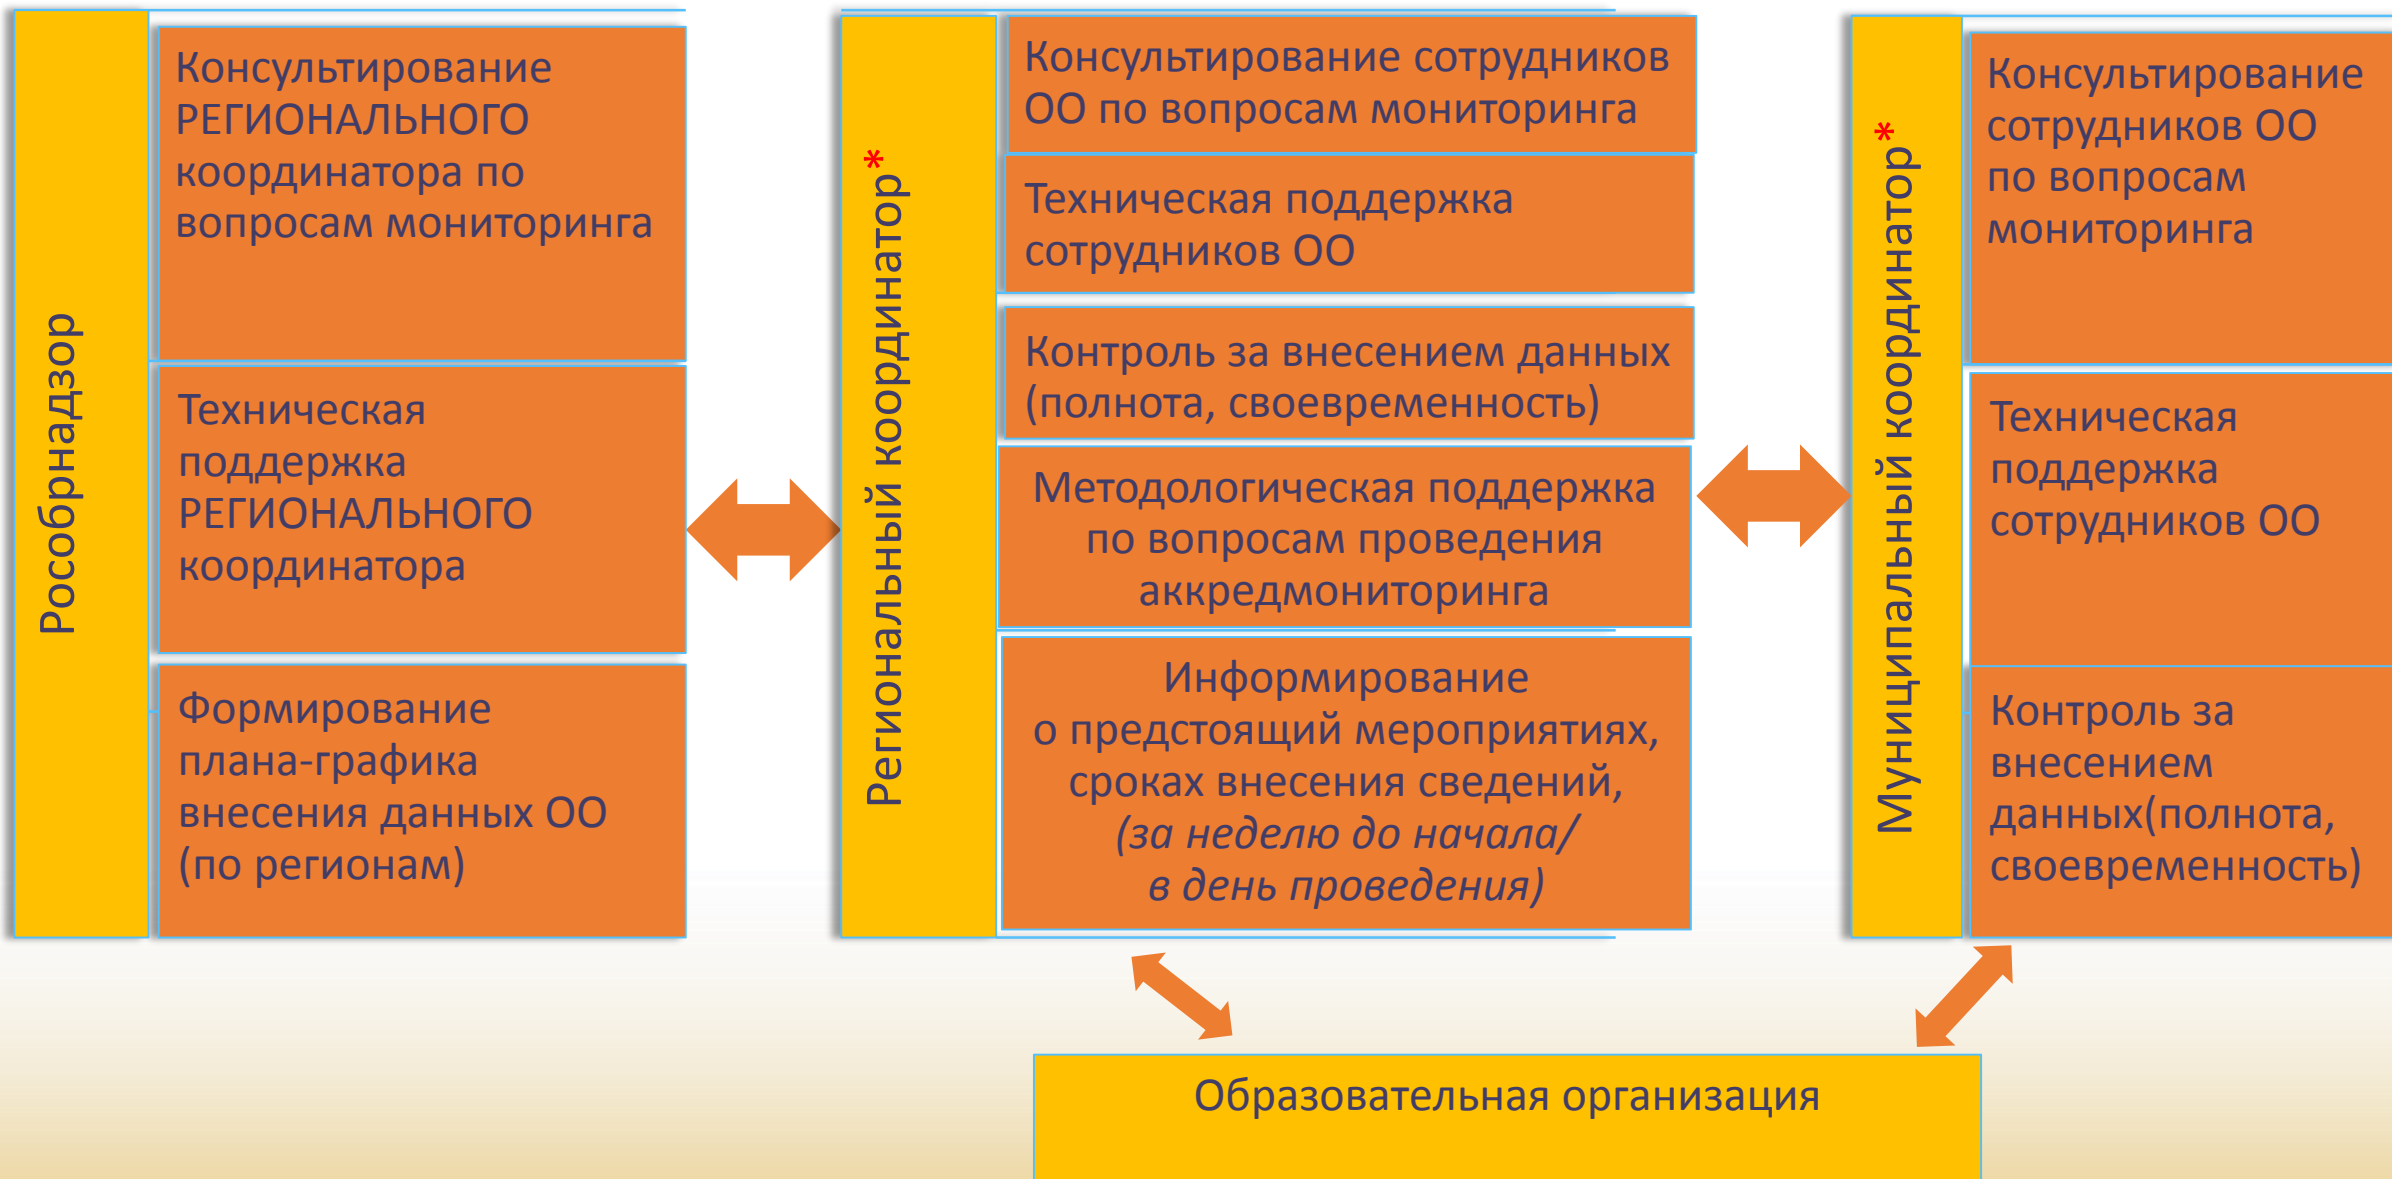 Рособрнадзор
Консультирование
РЕГИОНАЛЬНОГО
координатора по
вопросам мониторинга
Техническая
поддержка
РЕГИОНАЛЬНОГО
координатора
Формирование
плана-графика
внесения данных ОО
(по регионам)
Региональный координатор*
Консультирование сотрудников
ОО по вопросам мониторинга
Техническая поддержка
сотрудников ОО
Контроль за внесением данных
(полнота, своевременность)
Методологическая поддержка
по вопросам проведения
аккредмониторинга
Информирование
о предстоящий мероприятиях,
сроках внесения сведений,
(за неделю до начала/
в день проведения)
Муниципальный координатор*
Консультирование
сотрудников ОО
по вопросам
мониторинга
Техническая
поддержка
сотрудников ОО
Контроль за
внесением
данных(полнота,
своевременность)
Образовательная организация